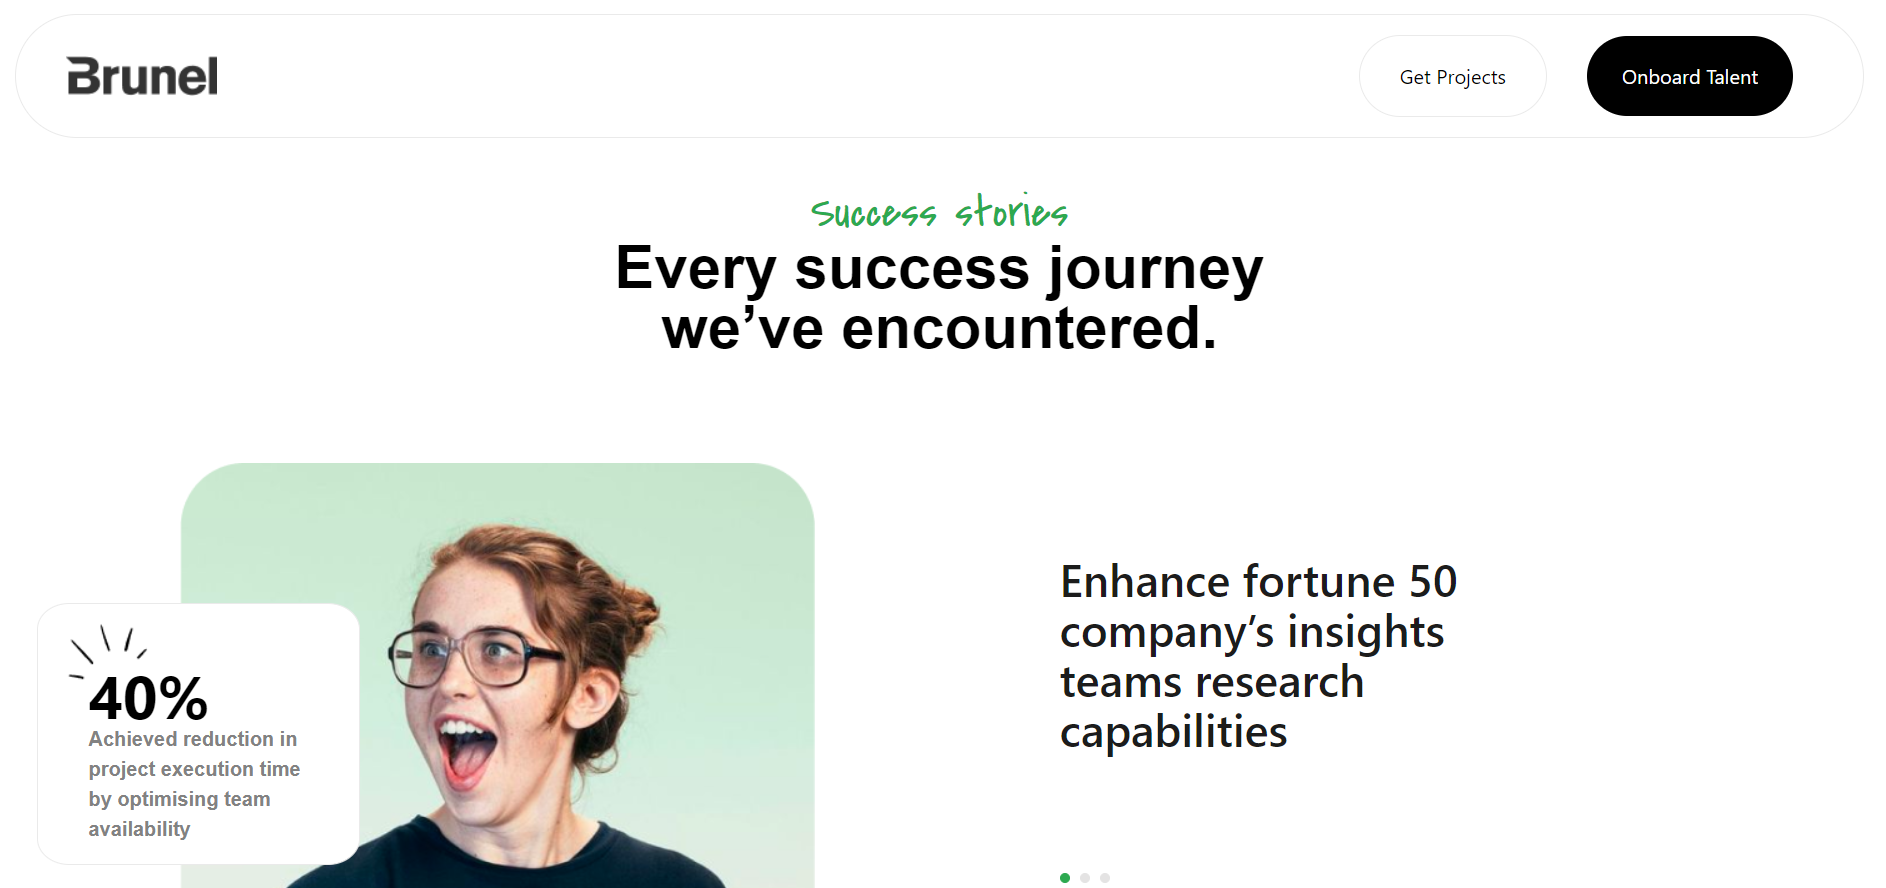 Brunel
Get Projects
Onboard Talent
Success stories
Every success journey
we’ve encountered.
40%
Achieved reduction in
project execution time
by optimising team
availability
Enhance fortune 50
company’s insights
teams research
capabilities